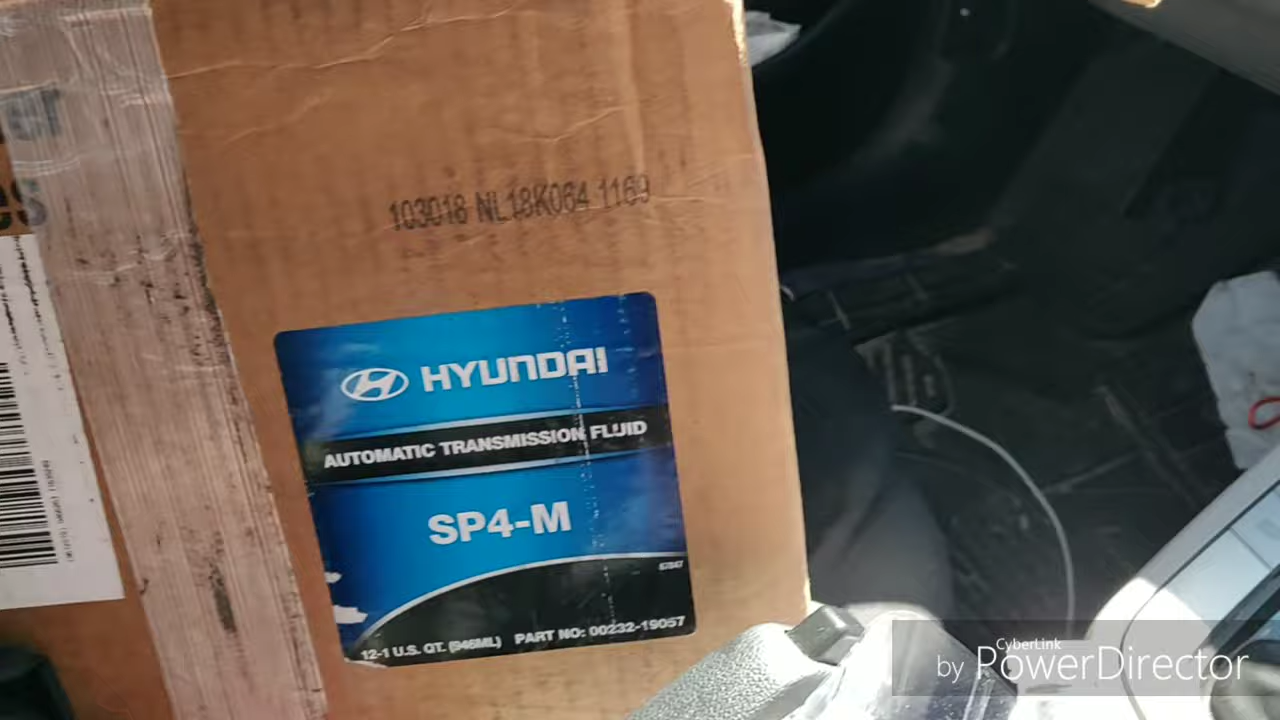 103018 NL18K064 1169
HYUNDAI
AUTOMATIC TRANSMISSION FLUID
SP4-M
67847
12-1 U.S. QT. (946ML) PART NO: 00232-19057
CyberLink
by PowerDirector